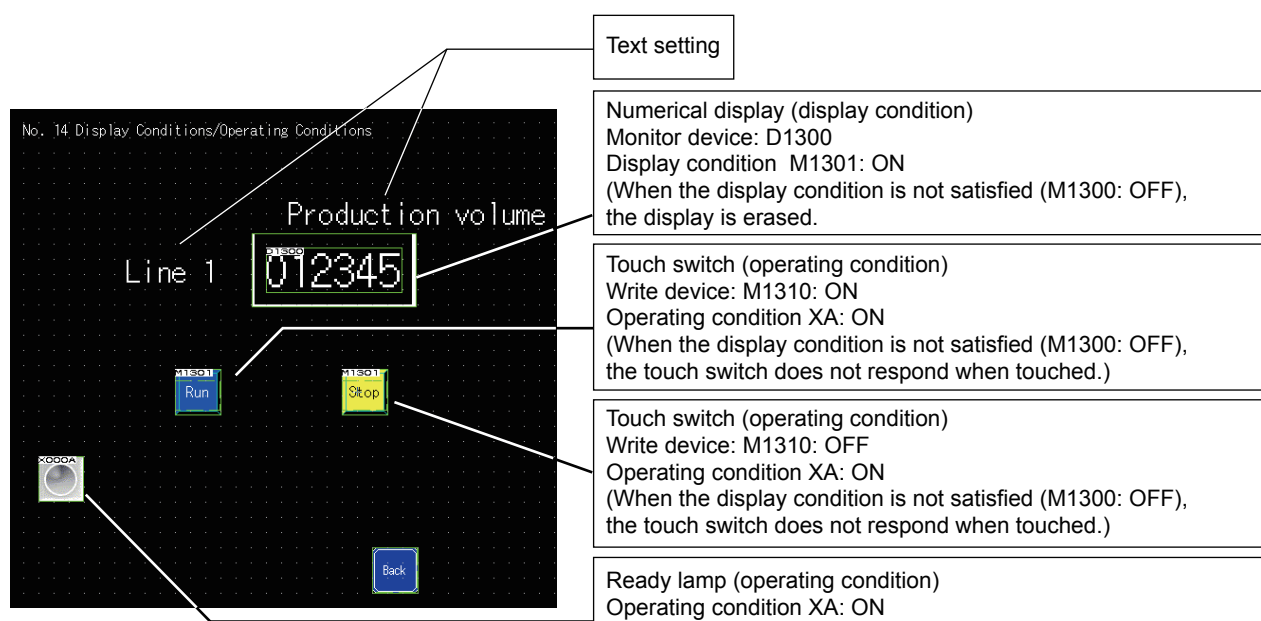 Text setting
No. 14 Display Conditions/Operating Conditions
Production volume
Line 1
D1300
012345
M1301
Run
M1301
Stop
X000A
Back
Numerical display (display condition)
Monitor device: D1300
Display condition  M1301: ON
(When the display condition is not satisfied (M1300: OFF),
the display is erased.
Touch switch (operating condition)
Write device: M1310: ON
Operating condition XA: ON
(When the display condition is not satisfied (M1300: OFF),
the touch switch does not respond when touched.)
Touch switch (operating condition)
Write device: M1310: OFF
Operating condition XA: ON
(When the display condition is not satisfied (M1300: OFF),
the touch switch does not respond when touched.)
Ready lamp (operating condition)
Operating condition XA: ON